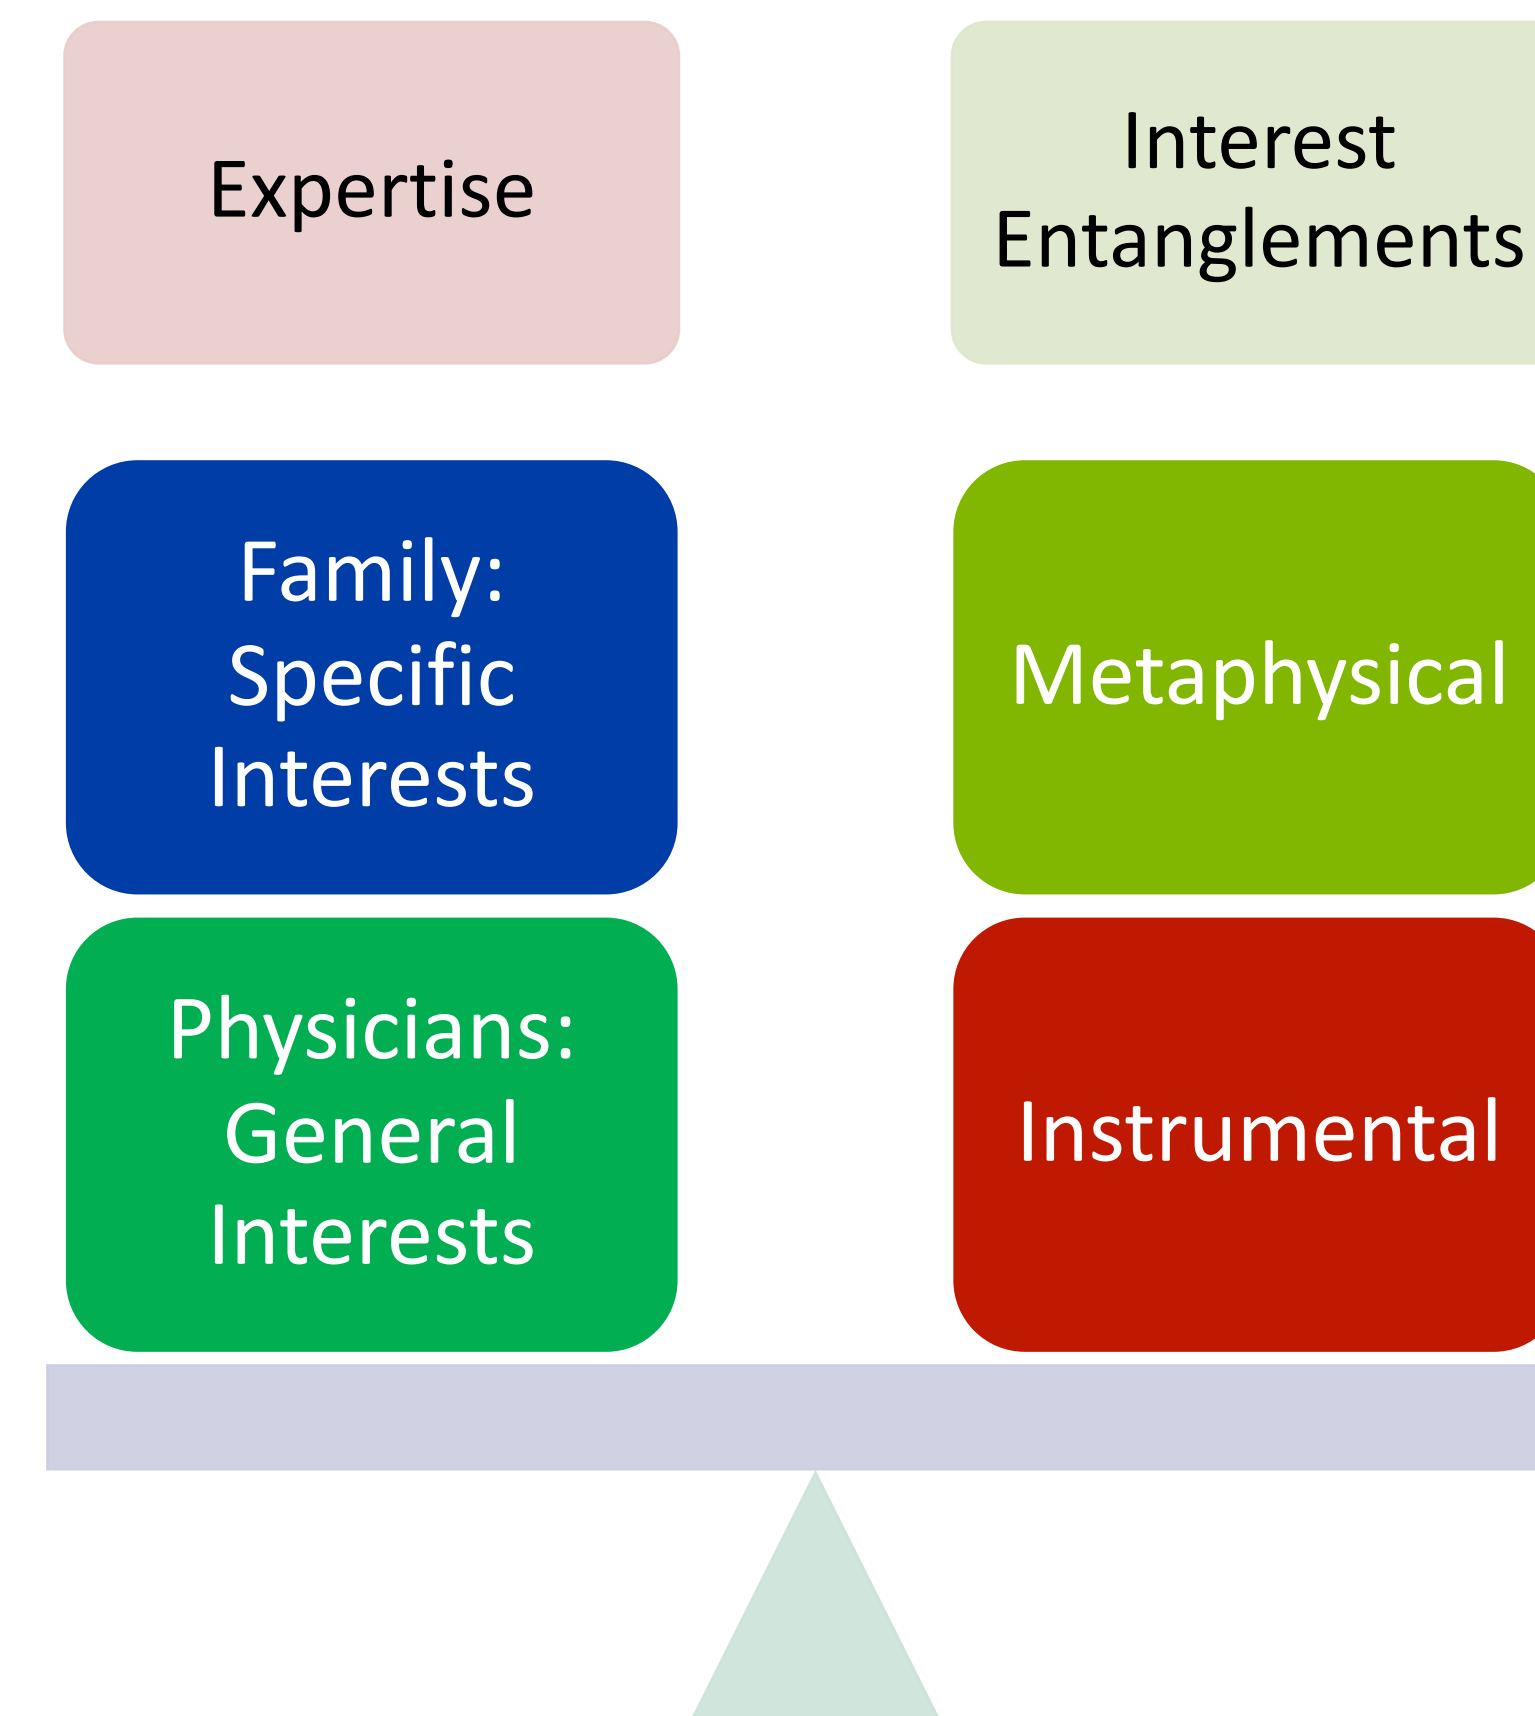 Expertise
Interest
Entanglements
Family:
Specific
Interests
Metaphysical
Physicians:
General
Interests
Instrumental